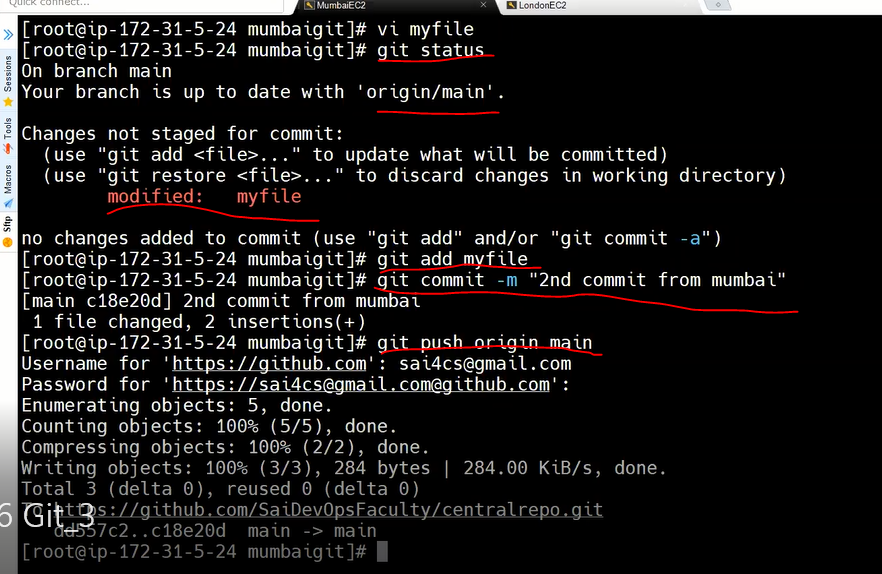 Quick connect...
MumbaiEC2
LondonEC2
Sessions
Tools
Macros
Sftp
[root@ip-172-31-5-24 mumbaigit]# vi myfile
[root@ip-172-31-5-24 mumbaigit]# git status
On branch main
Your branch is up to date with 'origin/main'.
Changes not staged for commit:
(use "git add <file>..." to update what will be committed)
(use "git restore <file>..." to discard changes in working directory)
modified:    myfile
no changes added to commit (use "git add" and/or "git commit -a")
[root@ip-172-31-5-24 mumbaigit]# git add myfile
[root@ip-172-31-5-24 mumbaigit]# git commit -m "2nd commit from mumbai"
[main c18e20d] 2nd commit from mumbai
1 file changed, 2 insertions(+)
[root@ip-172-31-5-24 mumbaigit]# git push origin main
Username for 'https://github.com': sai4cs@gmail.com
Password for 'https://sai4cs@gmail.com@github.com':
Enumerating objects: 5, done.
Counting objects: 100% (5/5), done.
Compressing objects: 100% (2/2), done.
Writing objects: 100% (3/3), 284 bytes | 284.00 KiB/s, done.
Total 3 (delta 0), reused 0 (delta 0)
To https://github.com/SaiDevOpsFaculty/centralrepo.git
6 Git_3
dd557c2..c18e20d  main -> main
[root@ip-172-31-5-24 mumbaigit]#